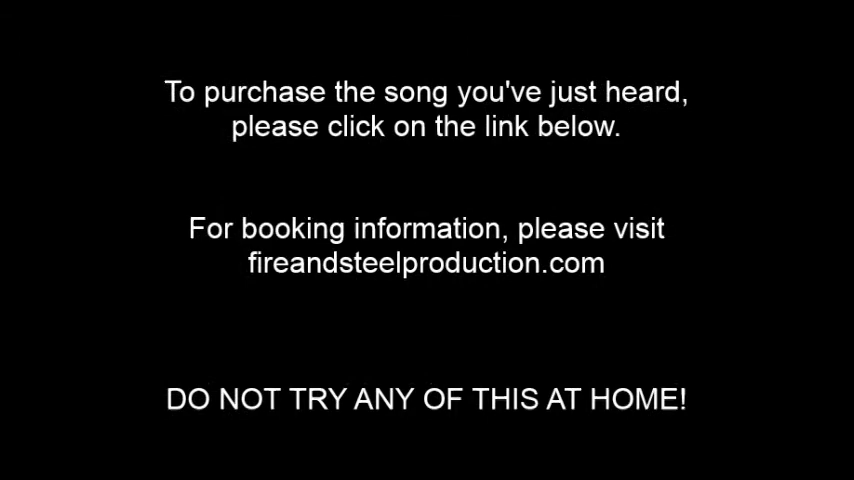 To purchase the song you've just heard,
please click on the link below.
For booking information, please visit
fireandsteelproduction.com
DO NOT TRY ANY OF THIS AT HOME!